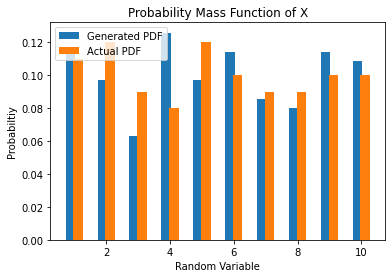 Probability Mass Function of X
Generated PDF
Actual PDF
0.12
0.10
0.08
0.06
0.04
0.02
0.00
Probabiltiy
2 4 6 8 10
Random Variable